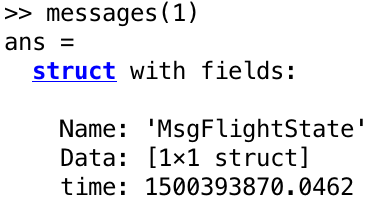 >> messages(1)
ans =
struct with fields:
Name: 'MsgFlightState'
Data: [1×1 struct]
time: 1500393870.0462